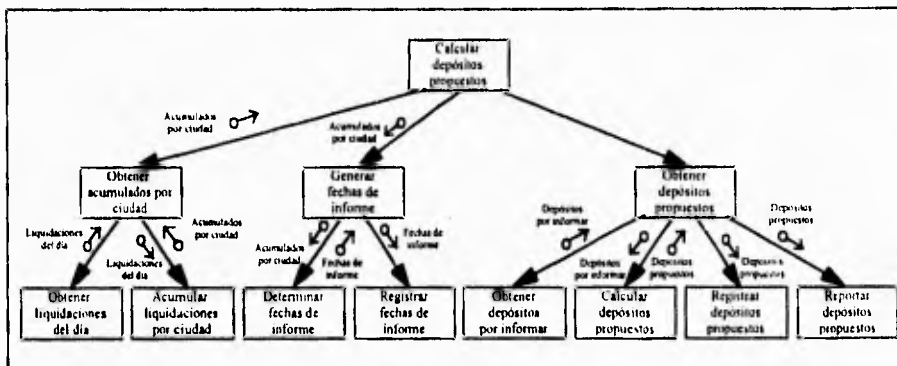 Calcular
depósitos
propuestos
Acumulados
por ciudad
Acumulados
por ciudad
Obtener
acumulados por
ciudad
Generar
fechas de
informe
Obtener
depósitos
propuestos
Liquidaciones
del día
Liquidaciones
del día
Acumulados
por ciudad
Acumulados
por ciudad
Fechas de
informe
Fechas de
informe
Depósitos
por informar
Depósitos
por informar
Depósitos
propuestos
Depósitos
propuestos
Depósitos
propuestos
Obtener
liquidaciones
del día
Acumular
liquidaciones
por ciudad
Determinar
fechas de
informe
Registrar
fechas de
informe
Obtener
depósitos
por informar
Calcular
depósitos
propuestos
Registrar
depósitos
propuestos
Reportar
depósitos
propuestos